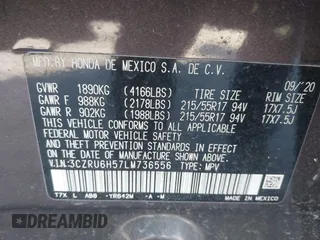 MFD.BY HONDA DE MEXICO S.A. DE C.V.
09/'20
GVWR 1890KG (4166LBS) TIRE SIZE RIM SIZE
GAWR F 988KG (2178LBS) 215/55R17 94V 17X7.5J
GAWR R 902KG (1988LBS) 215/55R17 94V 17X7.5J
THIS VEHICLE CONFORMS TO ALL APPLICABLE
FEDERAL MOTOR VEHICLE SAFETY
AND THEFT PREVENTION STANDARDS IN EFFECT
ON THE DATE OF MANUFACTURE SHOWN ABOVE.
V.I.N:3CZRU6H57LM736556 TYPE: MPV
T7X L YR642M -A -M
MADE IN MEXICO
AutoBidMaster